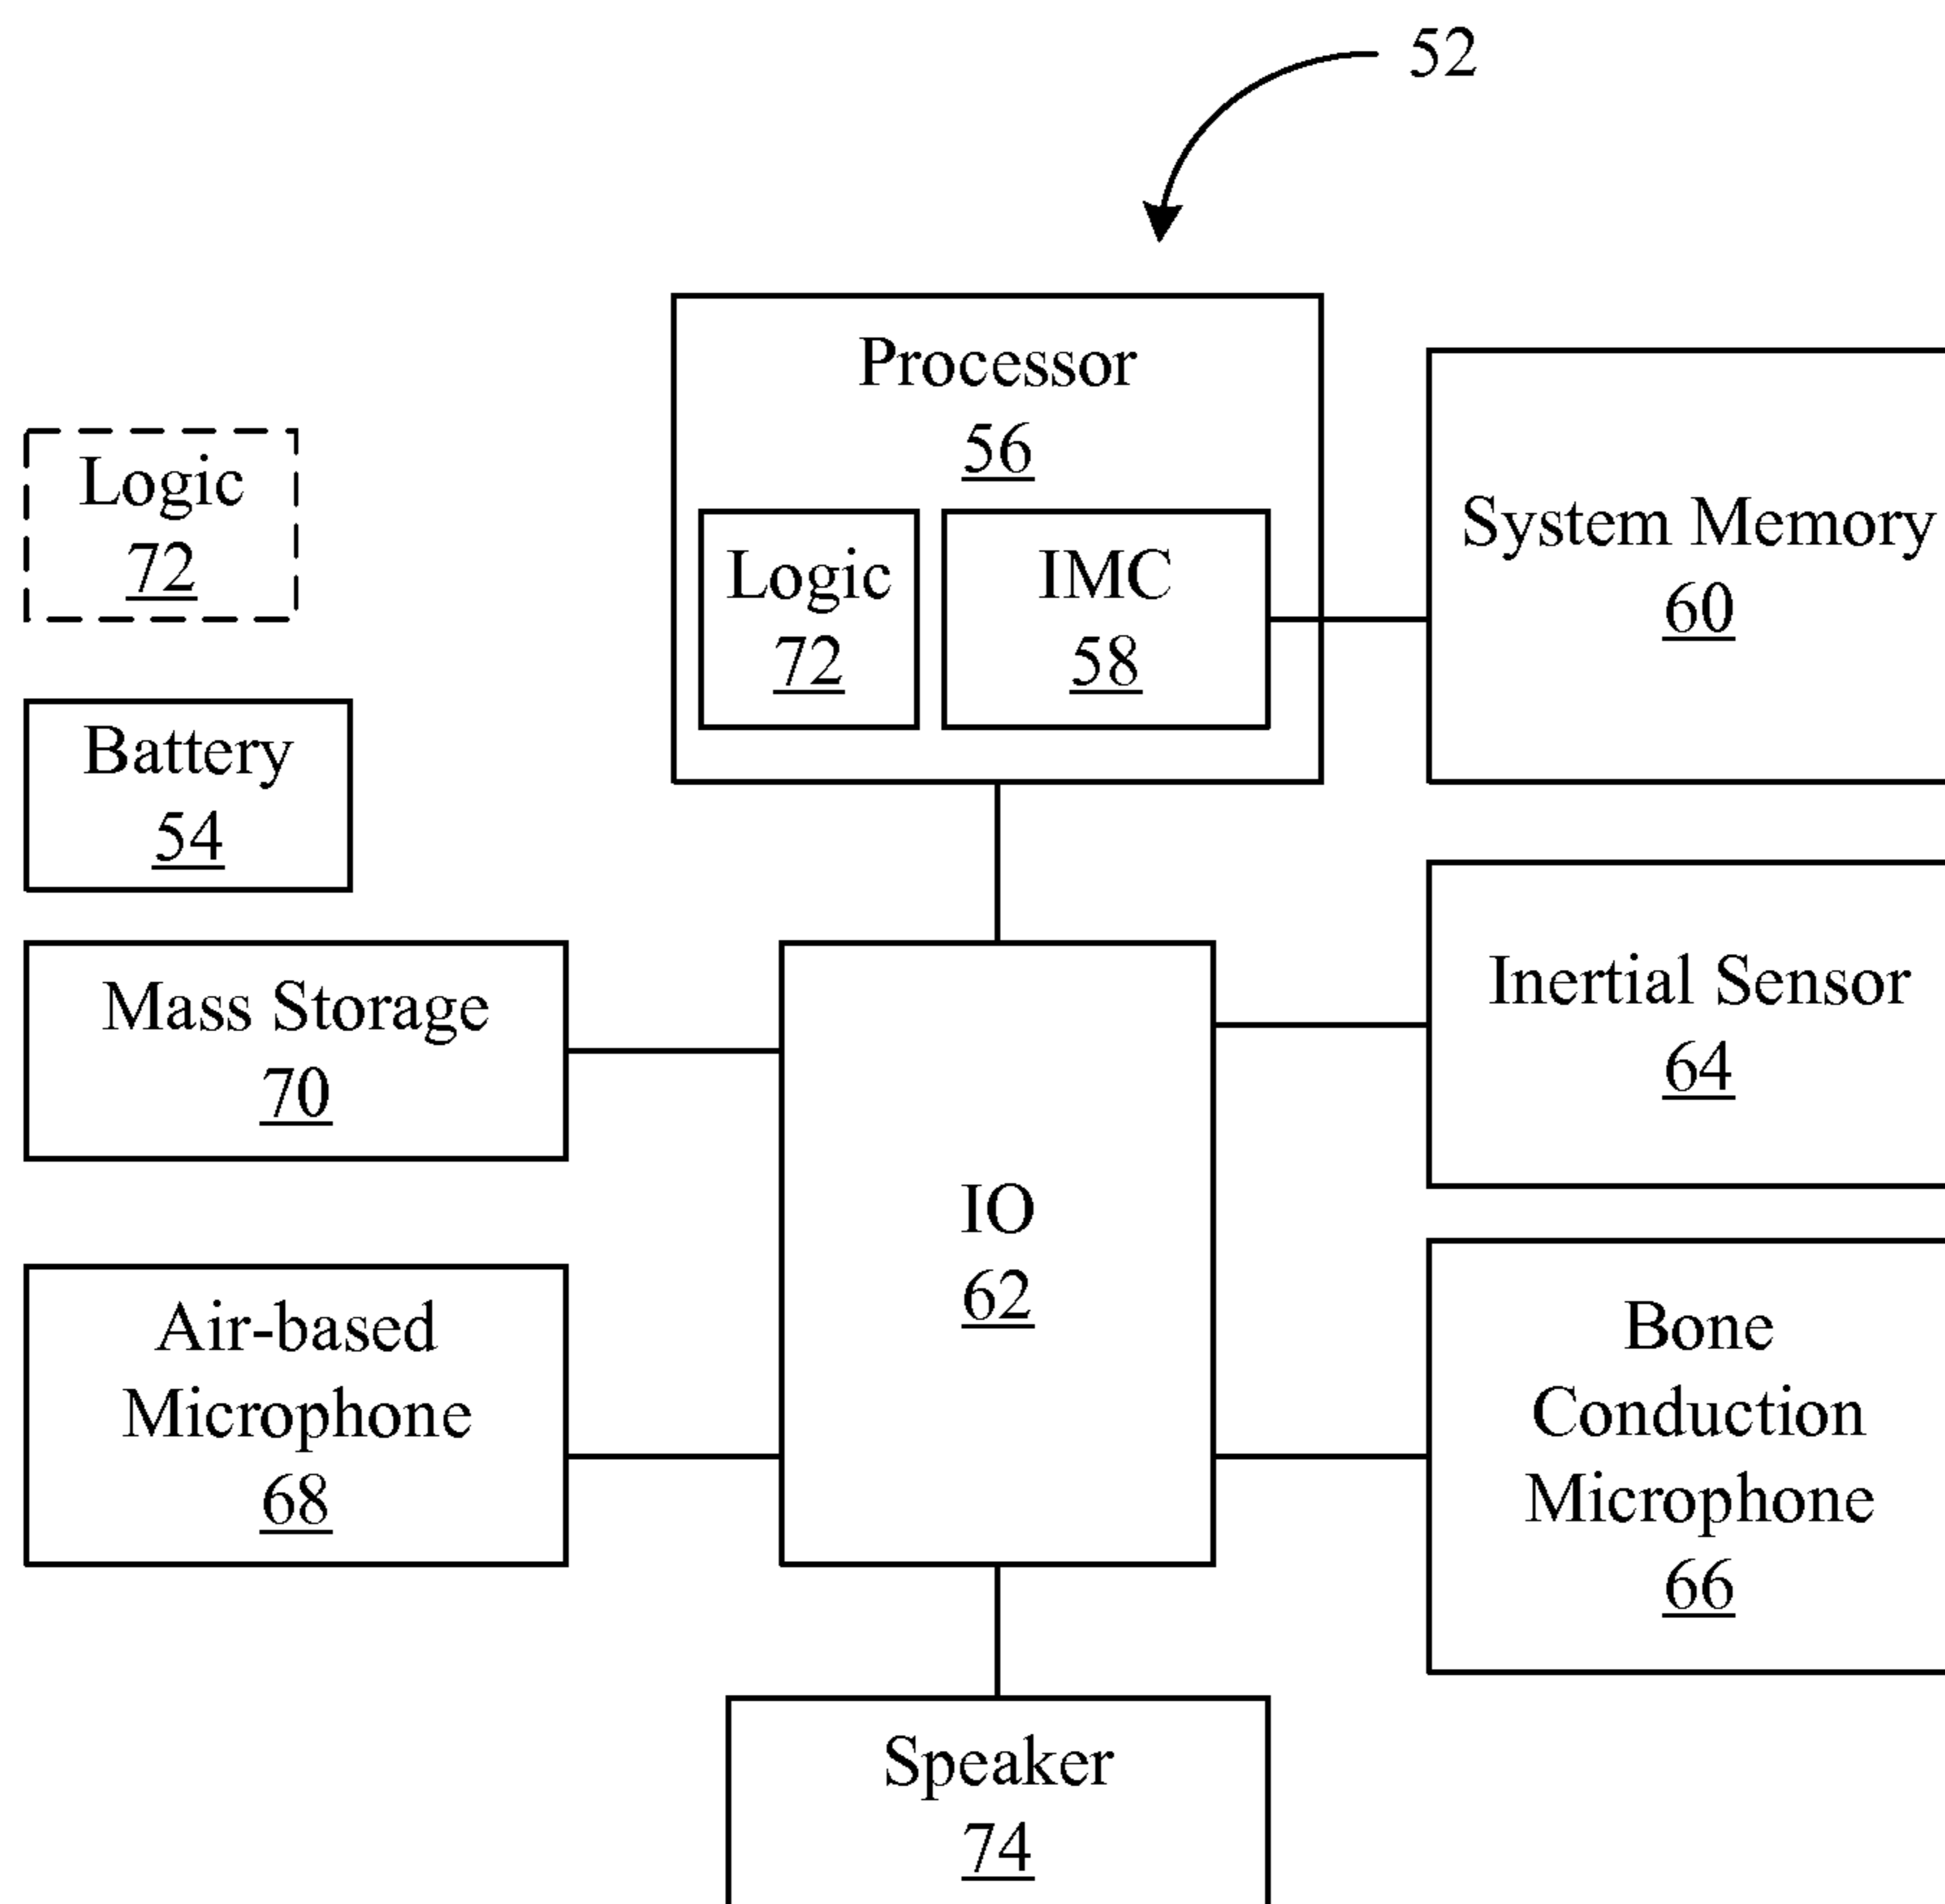 52
Processor
56
Logic
72
IMC
58
System Memory
60
Logic
72
Battery
54
Mass Storage
70
IO
62
Inertial Sensor
64
Air-based
Microphone
68
Bone
Conduction
Microphone
66
Speaker
74